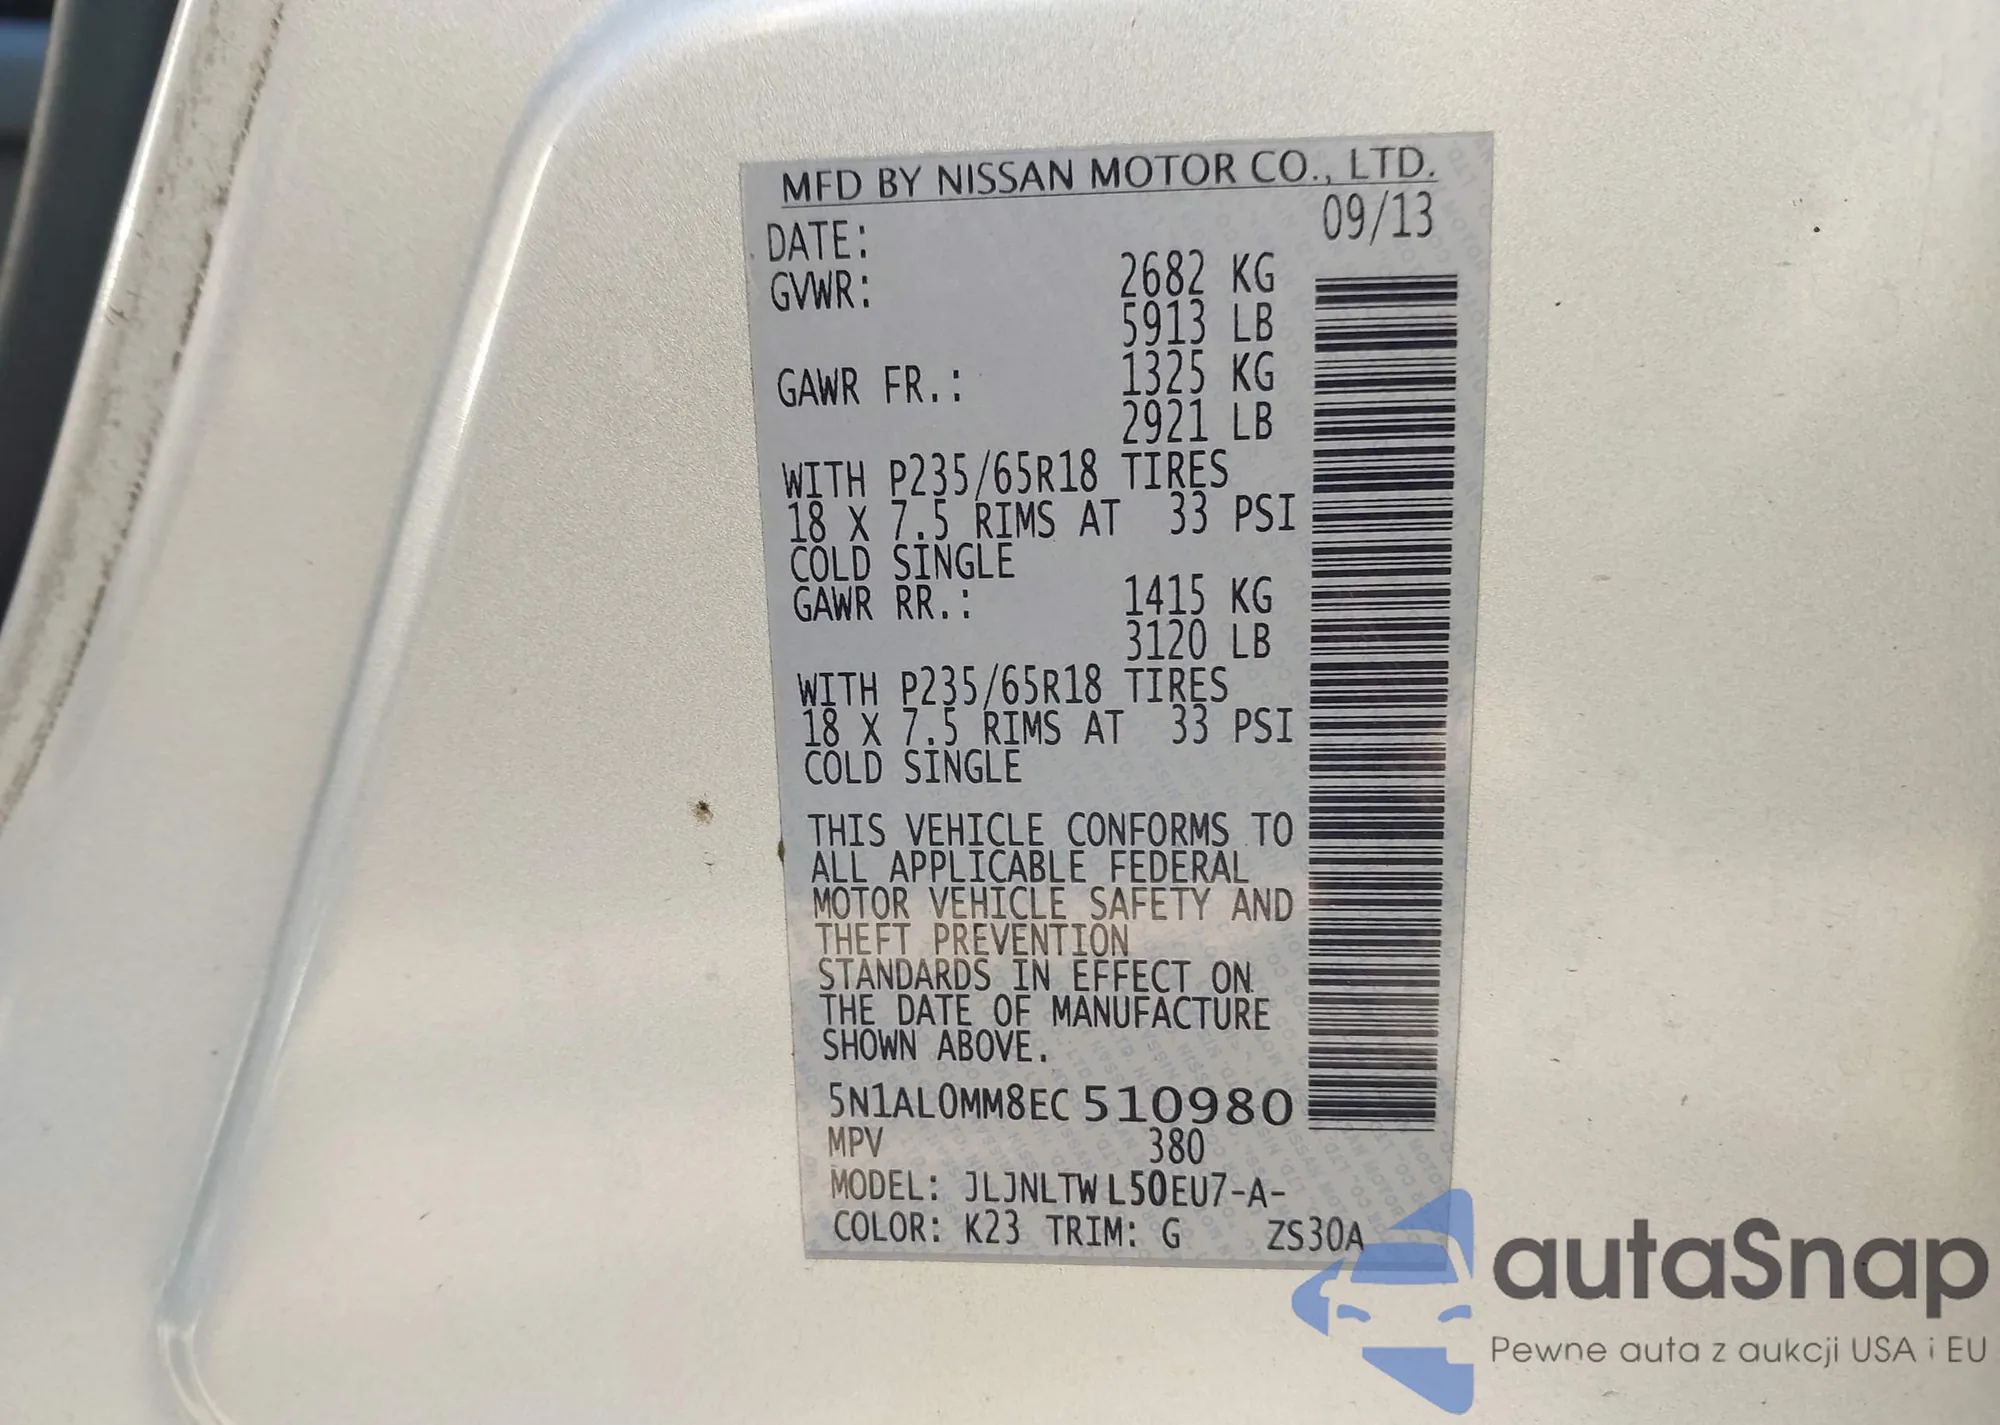 MFD BY NISSAN MOTOR CO., LTD.
DATE: 09/13
GVWR: 2682 KG
5913 LB
GAWR FR.: 1325 KG
2921 LB
WITH P235/65R18 TIRES
18 X 7.5 RIMS AT 33 PSI
COLD SINGLE
GAWR RR.: 1415 KG
3120 LB
WITH P235/65R18 TIRES
18 X 7.5 RIMS AT 33 PSI
COLD SINGLE
THIS VEHICLE CONFORMS TO
ALL APPLICABLE FEDERAL
MOTOR VEHICLE SAFETY AND
THEFT PREVENTION
STANDARDS IN EFFECT ON
THE DATE OF MANUFACTURE
SHOWN ABOVE.
5N1AL0MM8EC510980
MPV 380
MODEL: JLJNLTWL50EU7-A-
COLOR: K23 TRIM: G ZS30A
autaSnap
Pewne auta z aukcji USA i EU